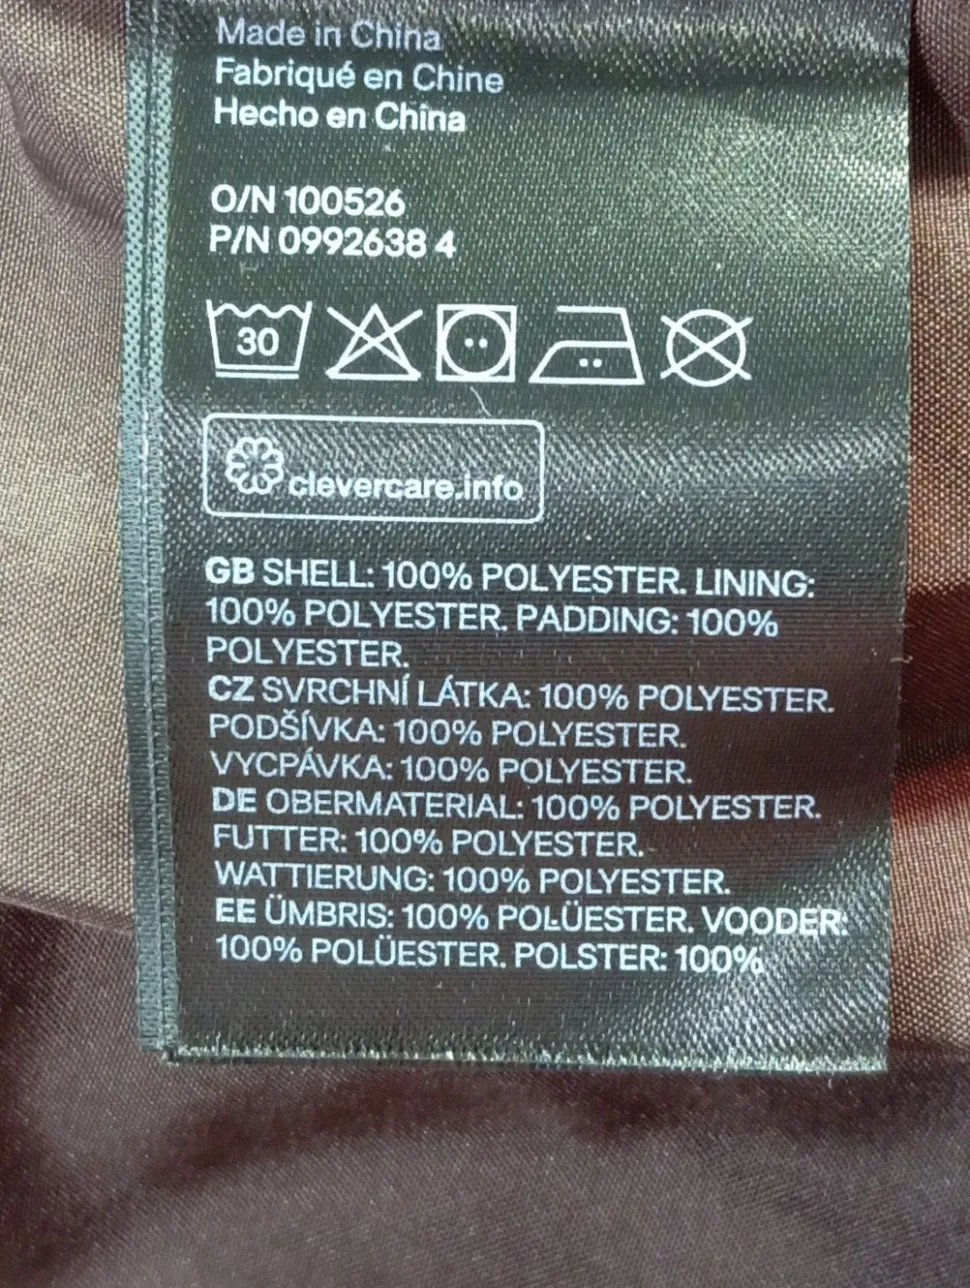 Made in China
Fabriqué en Chine
Hecho en China
O/N 100526
P/N 0992638 4
30
clevercare.info
GB SHELL: 100% POLYESTER. LINING:
100% POLYESTER. PADDING: 100%
POLYESTER.
CZ SVRCHNÍ LÁTKA: 100% POLYESTER.
PODŠÍVKA: 100% POLYESTER.
VYCPÁVKA: 100% POLYESTER.
DE OBERMATERIAL: 100% POLYESTER.
FUTTER: 100% POLYESTER.
WATTIERUNG: 100% POLYESTER.
EE ÜMBRIS: 100% POLÜESTER. VOODER:
100% POLÜESTER. POLSTER: 100%